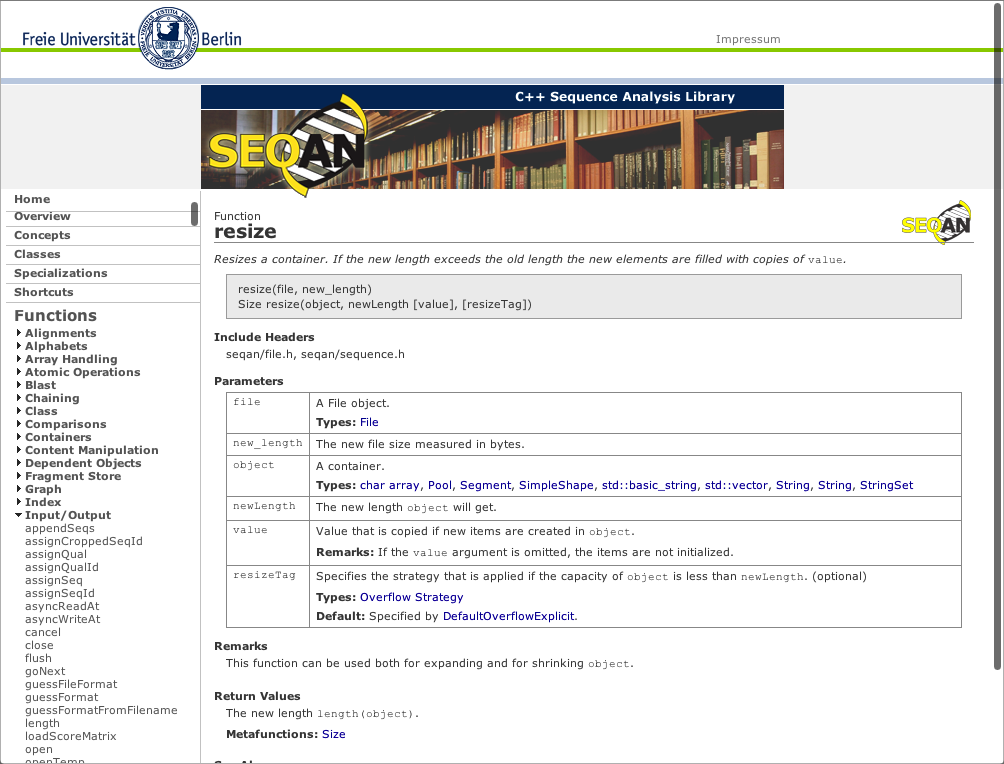 Freie Universität Berlin
Impressum
C++ Sequence Analysis Library
SEQAN
Home
Overview
Concepts
Classes
Specializations
Shortcuts
Functions
Alignments
Alphabets
Array Handling
Atomic Operations
Blast
Chaining
Class
Comparisons
Containers
Content Manipulation
Dependent Objects
Fragment Store
Graph
Index
Input/Output
appendSeqs
assignCroppedSeqId
assignQual
assignQualId
assignSeq
assignSeqId
asyncReadAt
asyncWriteAt
cancel
close
flush
goNext
guessFileFormat
guessFormat
guessFormatFromFilename
length
loadScoreMatrix
open
openTemp
Function
resize
SEQAN
Resizes a container. If the new length exceeds the old length the new elements are filled with copies of value.
resize(file, new_length)
Size resize(object, newLength [value], [resizeTag])
Include Headers
seqan/file.h, seqan/sequence.h
Parameters
file
A File object.
Types: File
new_length
The new file size measured in bytes.
object
A container.
Types: char array, Pool, Segment, SimpleShape, std::basic_string, std::vector, String, String, StringSet
newLength
The new length object will get.
value
Value that is copied if new items are created in object.
Remarks: If the value argument is omitted, the items are not initialized.
resizeTag
Specifies the strategy that is applied if the capacity of object is less than newLength. (optional)
Types: Overflow Strategy
Default: Specified by DefaultOverflowExplicit.
Remarks
This function can be used both for expanding and for shrinking object.
Return Values
The new length length(object).
Metafunctions: Size